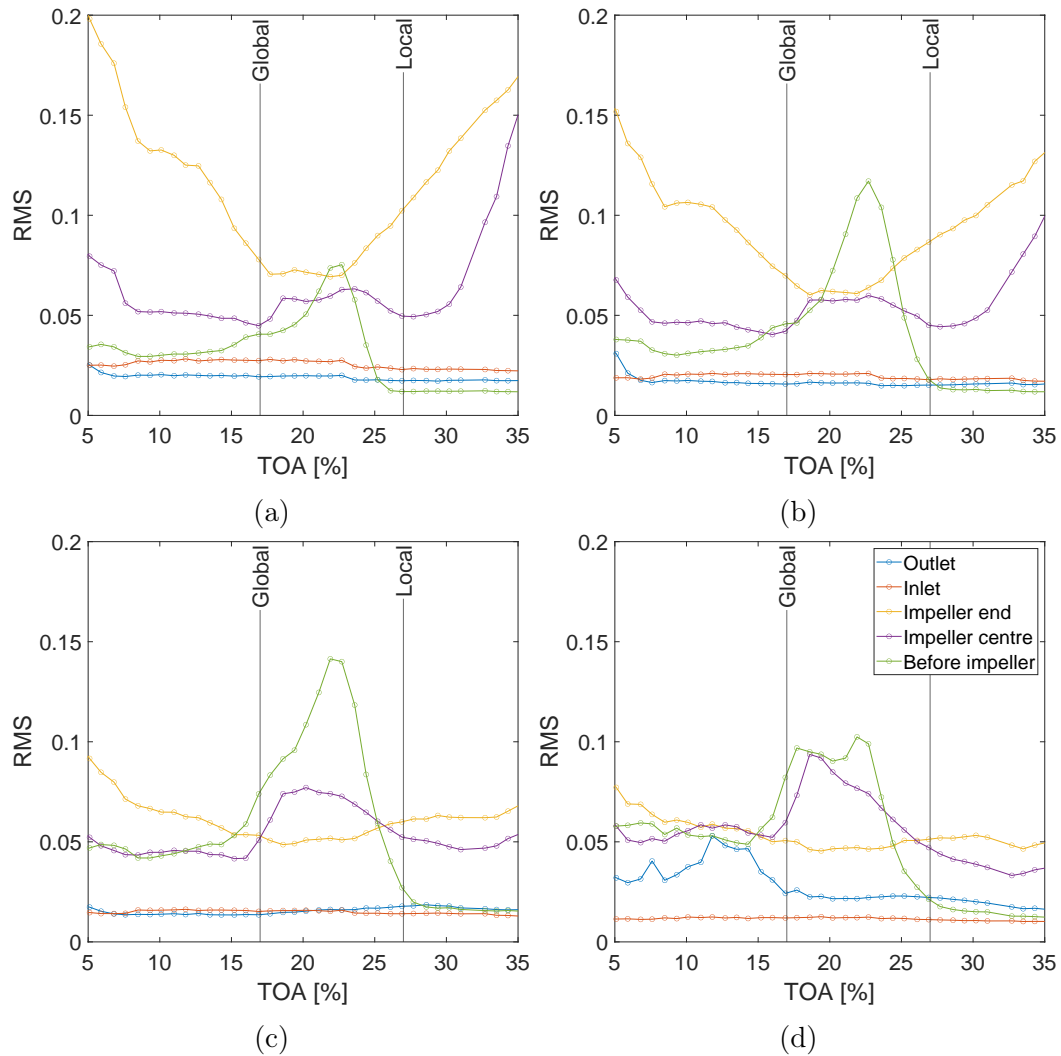 0.2
0.15
0.1
0.05
0
RMS
Global
Local
5 10 15 20 25 30 35
TOA [%]
(a)
0.2
0.15
0.1
0.05
0
RMS
Global
Local
5 10 15 20 25 30 35
TOA [%]
(b)
0.2
0.15
0.1
0.05
0
RMS
Global
Local
5 10 15 20 25 30 35
TOA [%]
(c)
0.2
0.15
0.1
0.05
0
RMS
Global
Outlet
Inlet
Impeller end
Impeller centre
Before impeller
5 10 15 20 25 30 35
TOA [%]
(d)